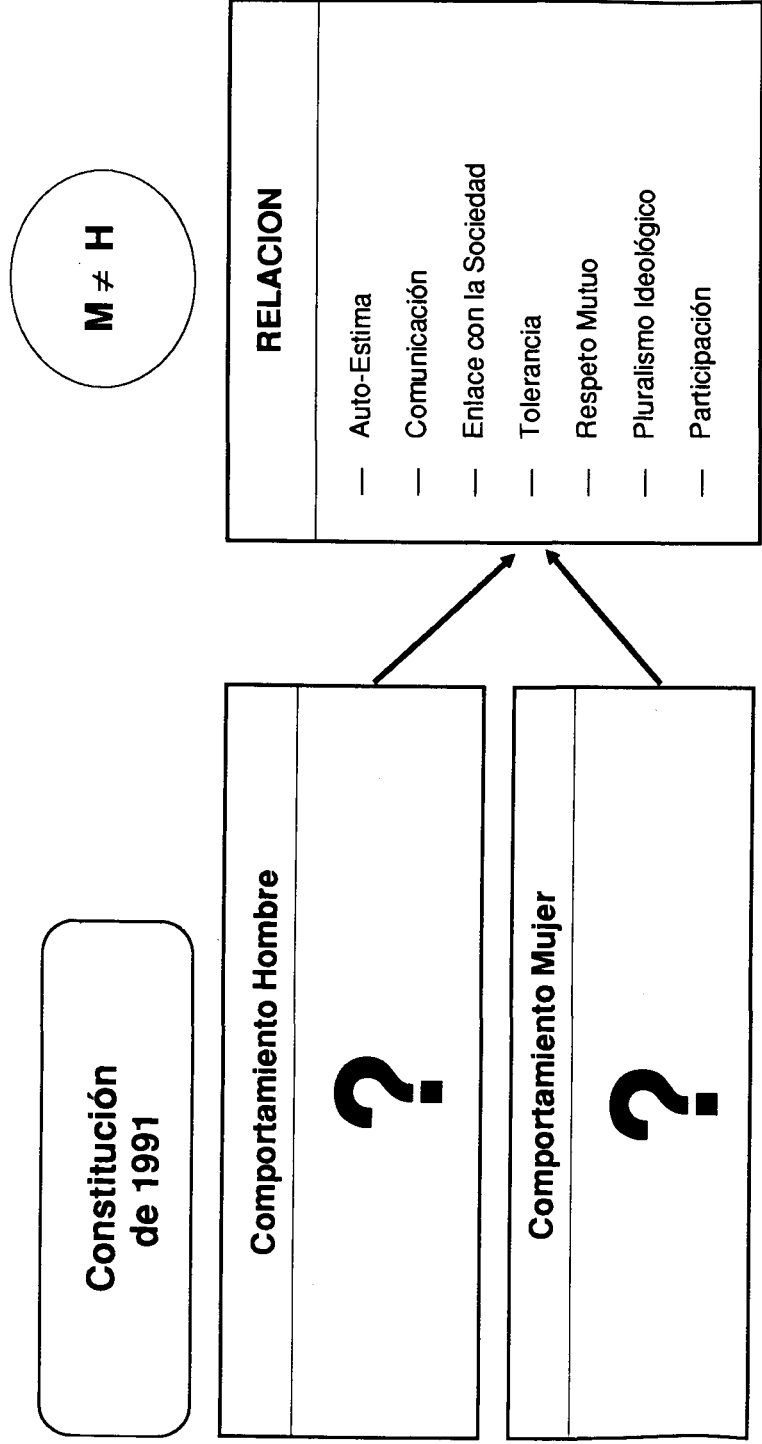 Constitución
de 1991
M ≠ H
Comportamiento Hombre
?
Comportamiento Mujer
?
RELACION
— Auto-Estima
— Comunicación
— Enlace con la Sociedad
— Tolerancia
— Respeto Mutuo
— Pluralismo Ideológico
— Participación